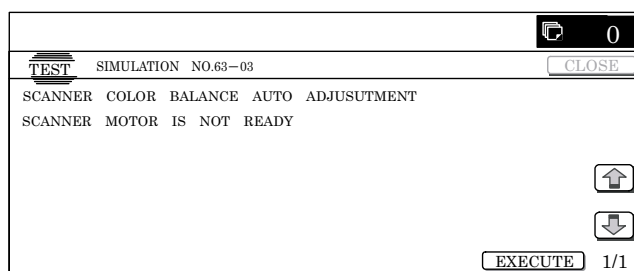 0
TEST SIMULATION NO.63-03 CLOSE
SCANNER COLOR BALANCE AUTO ADJUSUTMENT
SCANNER MOTOR IS NOT READY
EXECUTE 1/1